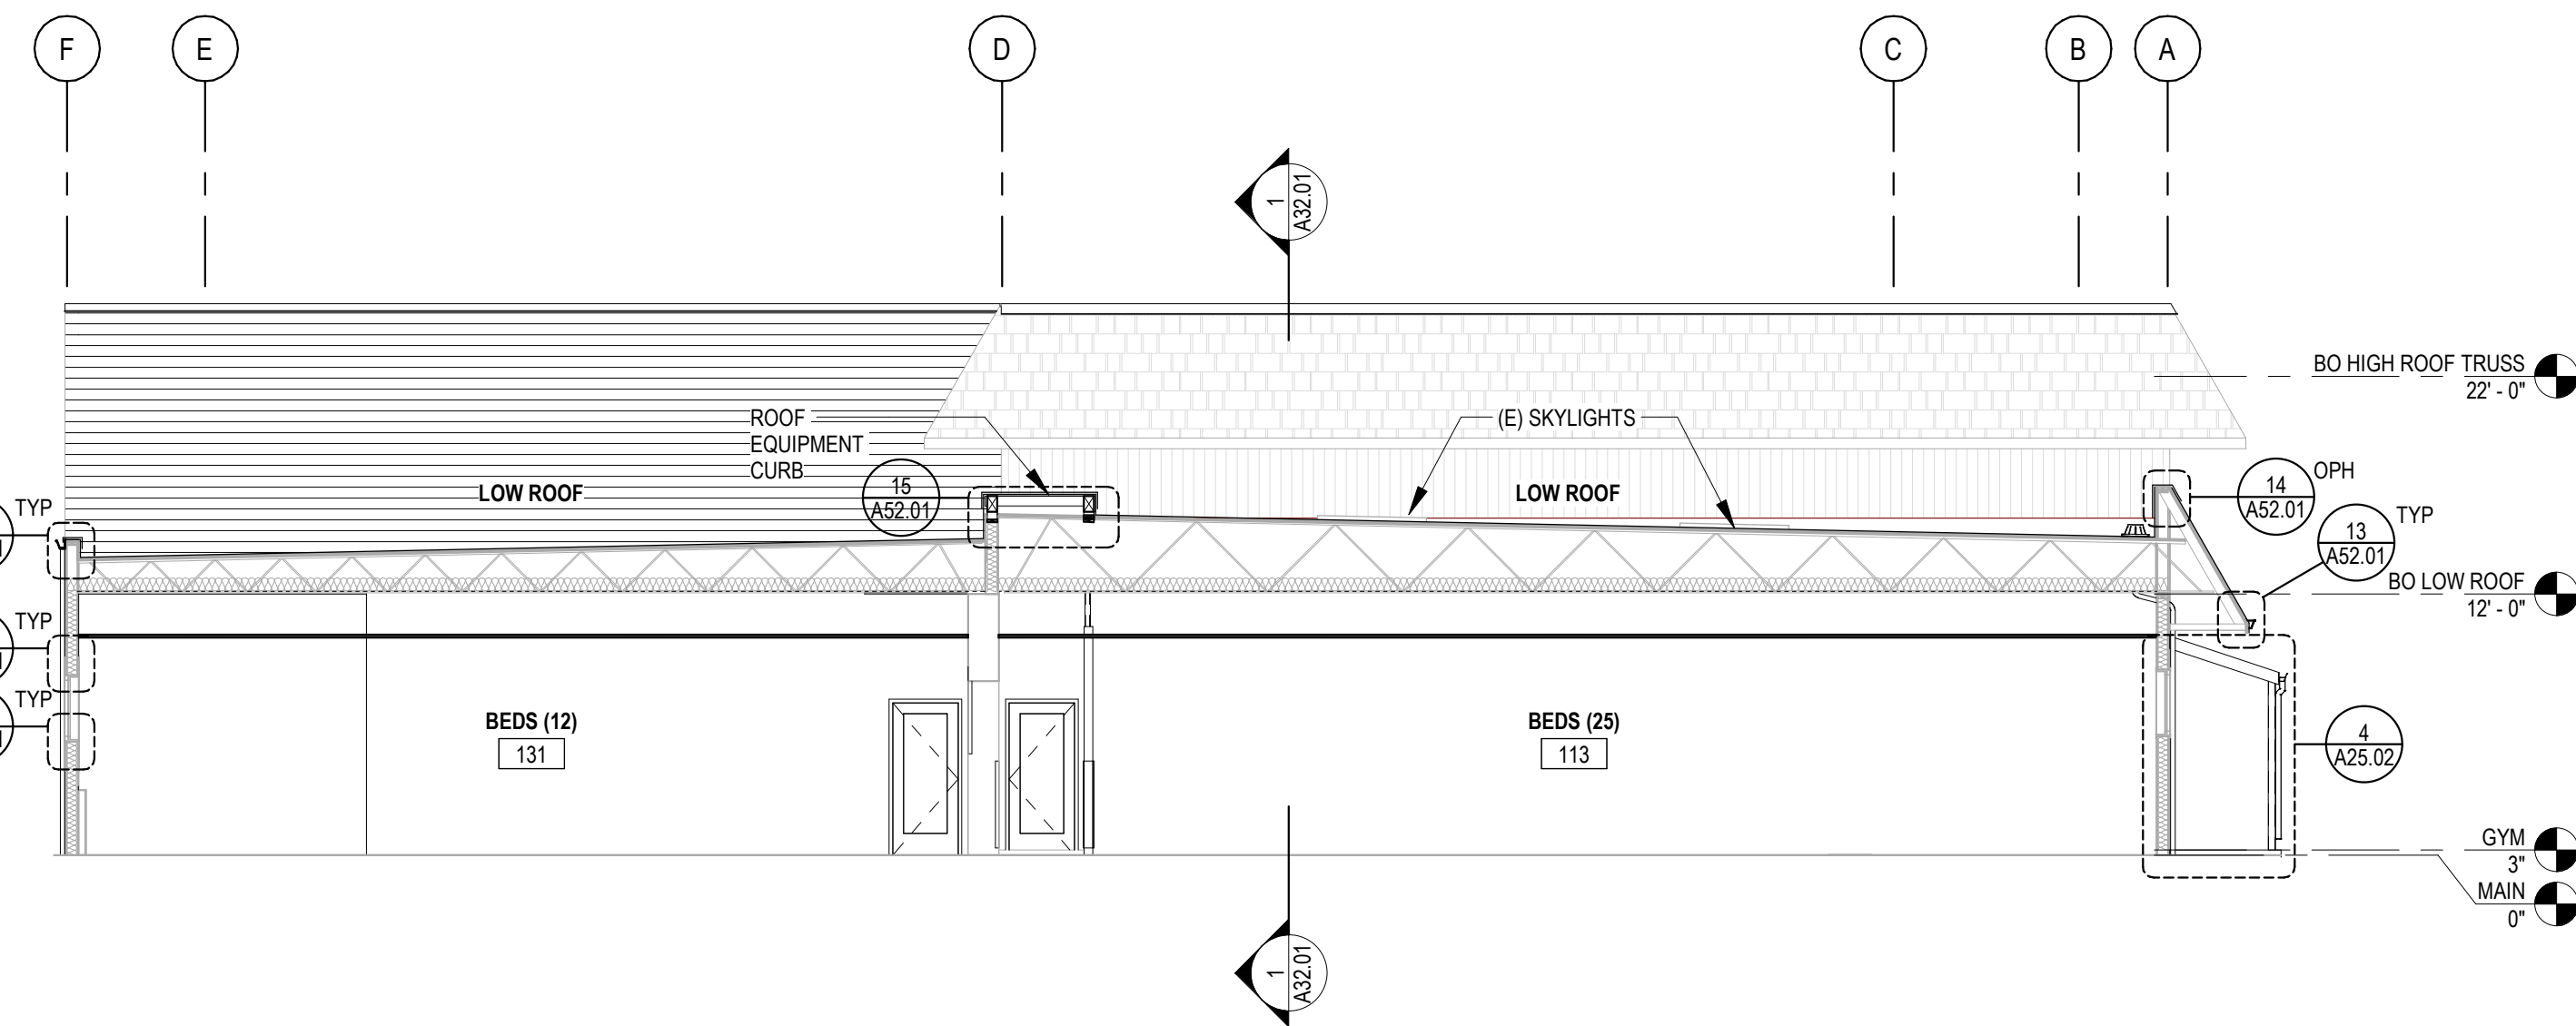 F
E
D
C
B
A
1
A32.01
BO HIGH ROOF TRUSS
22' - 0"
ROOF
EQUIPMENT
CURB
(E) SKYLIGHTS
LOW ROOF
15
A52.01
LOW ROOF
14
A52.01
OPH
TYP
13
A52.01
TYP
BO LOW ROOF
12' - 0"
TYP
TYP
BEDS (12)
131
BEDS (25)
113
4
A25.02
GYM
3"
MAIN
0"
1
A32.01